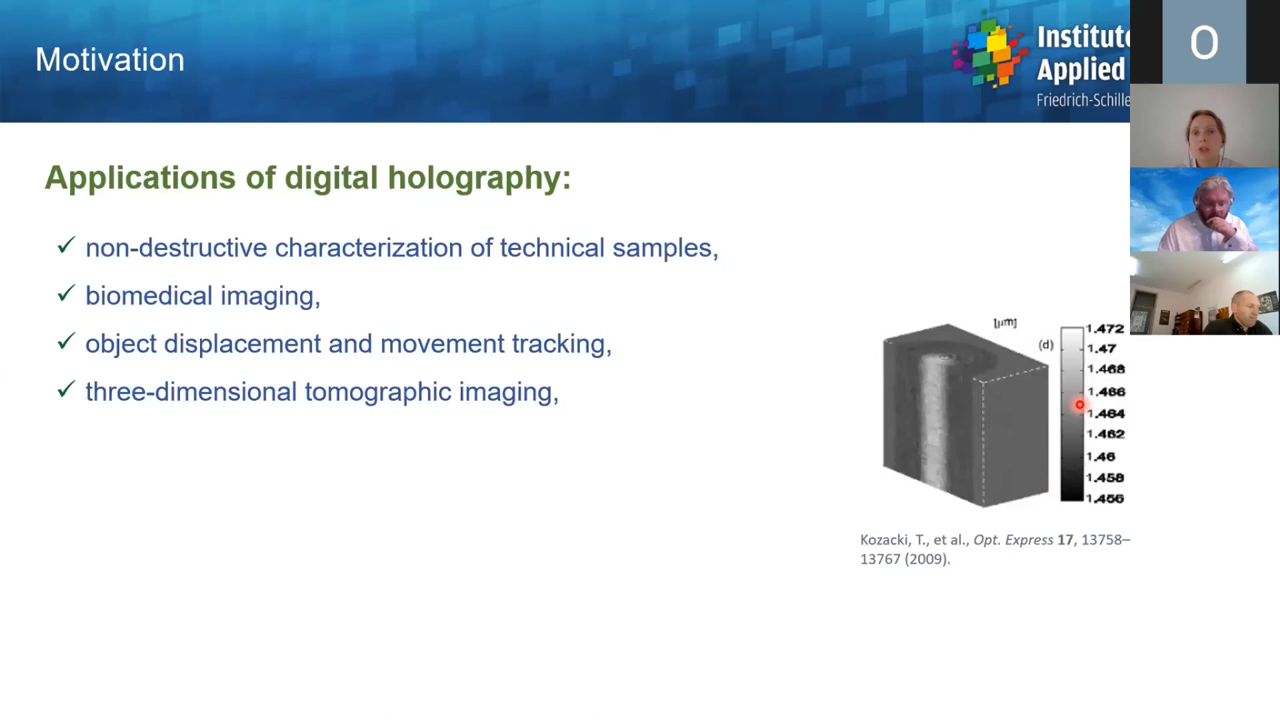 Motivation
Institute
Applied
Friedrich-Schille
O
Applications of digital holography:
✓ non-destructive characterization of technical samples,
✓ biomedical imaging,
✓ object displacement and movement tracking,
✓ three-dimensional tomographic imaging,
[μm]
(d)
1.472
1.47
1.468
1.466
1.464
1.462
1.46
1.458
1.456
Kozacki, T., et al., Opt. Express 17, 13758–
13767 (2009).